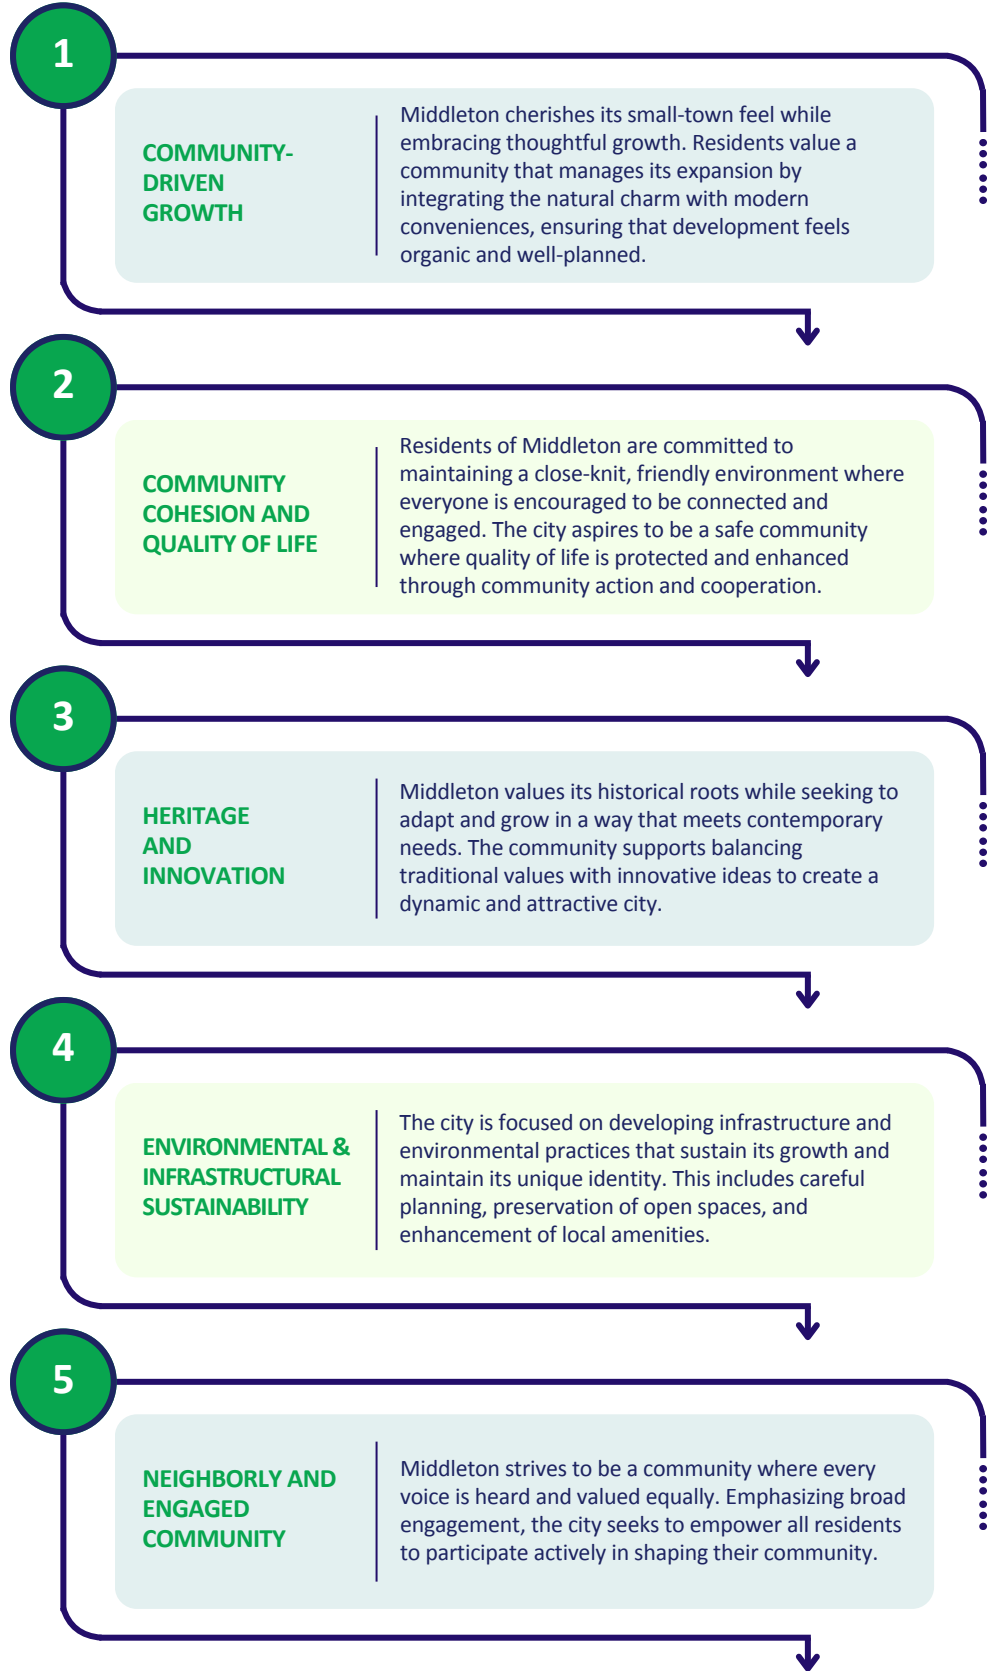 1
COMMUNITY-
DRIVEN
GROWTH
Middleton cherishes its small-town feel while
embracing thoughtful growth. Residents value a
community that manages its expansion by
integrating the natural charm with modern
conveniences, ensuring that development feels
organic and well-planned.
2
COMMUNITY
COHESION AND
QUALITY OF LIFE
Residents of Middleton are committed to
maintaining a close-knit, friendly environment where
everyone is encouraged to be connected and
engaged. The city aspires to be a safe community
where quality of life is protected and enhanced
through community action and cooperation.
3
HERITAGE
AND
INNOVATION
Middleton values its historical roots while seeking to
adapt and grow in a way that meets contemporary
needs. The community supports balancing
traditional values with innovative ideas to create a
dynamic and attractive city.
4
ENVIRONMENTAL &
INFRASTRUCTURAL
SUSTAINABILITY
The city is focused on developing infrastructure and
environmental practices that sustain its growth and
maintain its unique identity. This includes careful
planning, preservation of open spaces, and
enhancement of local amenities.
5
NEIGHBORLY AND
ENGAGED
COMMUNITY
Middleton strives to be a community where every
voice is heard and valued equally. Emphasizing broad
engagement, the city seeks to empower all residents
to participate actively in shaping their community.